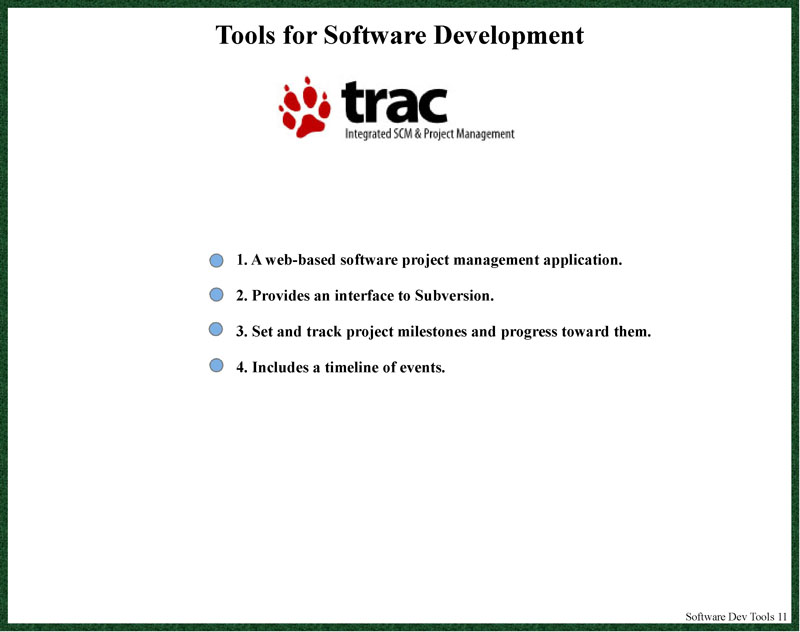 Tools for Software Development
trac
Integrated SCM & Project Management
1. A web-based software project management application.
2. Provides an interface to Subversion.
3. Set and track project milestones and progress toward them.
4. Includes a timeline of events.
Software Dev Tools 11